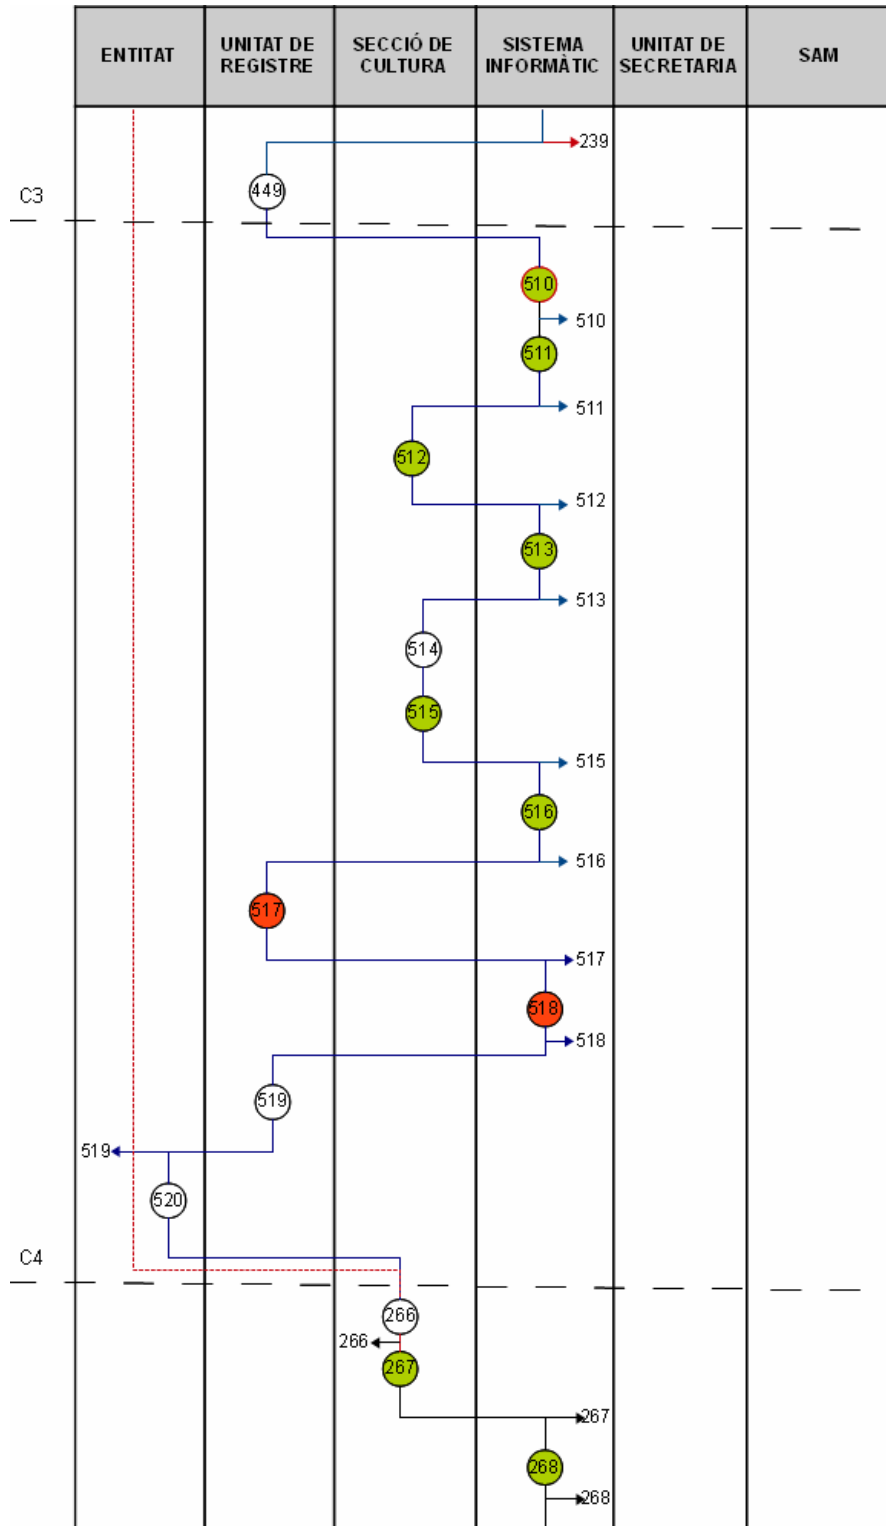 ENTITAT
UNITAT DE
REGISTRE
SECCIÓ DE
CULTURA
SISTEMA
INFORMÀTIC
UNITAT DE
SECRETARIA
SAM
239
449
C3
510
510
511
511
512
512
513
513
514
515
515
516
516
517
517
518
518
519
519
520
C4
266
266
267
267
268
268